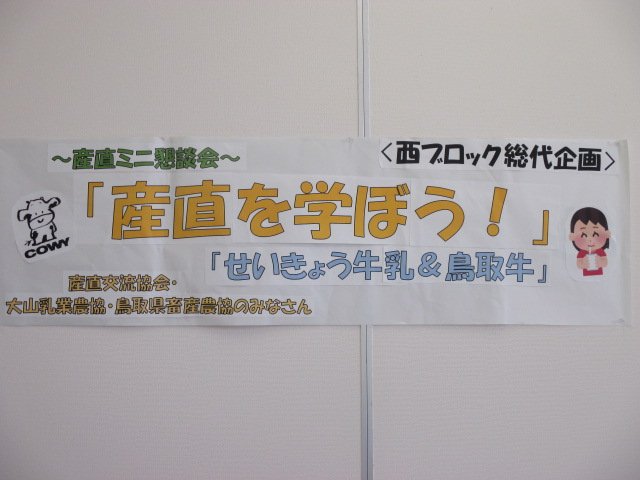 ～産直ミニ懇談会～
＜西ブロック総代企画＞
「産直を学ぼう！」
「せいきょう牛乳＆鳥取牛」
COWY
産直交流協会・
大山乳業農協・鳥取県畜産農協のみなさん